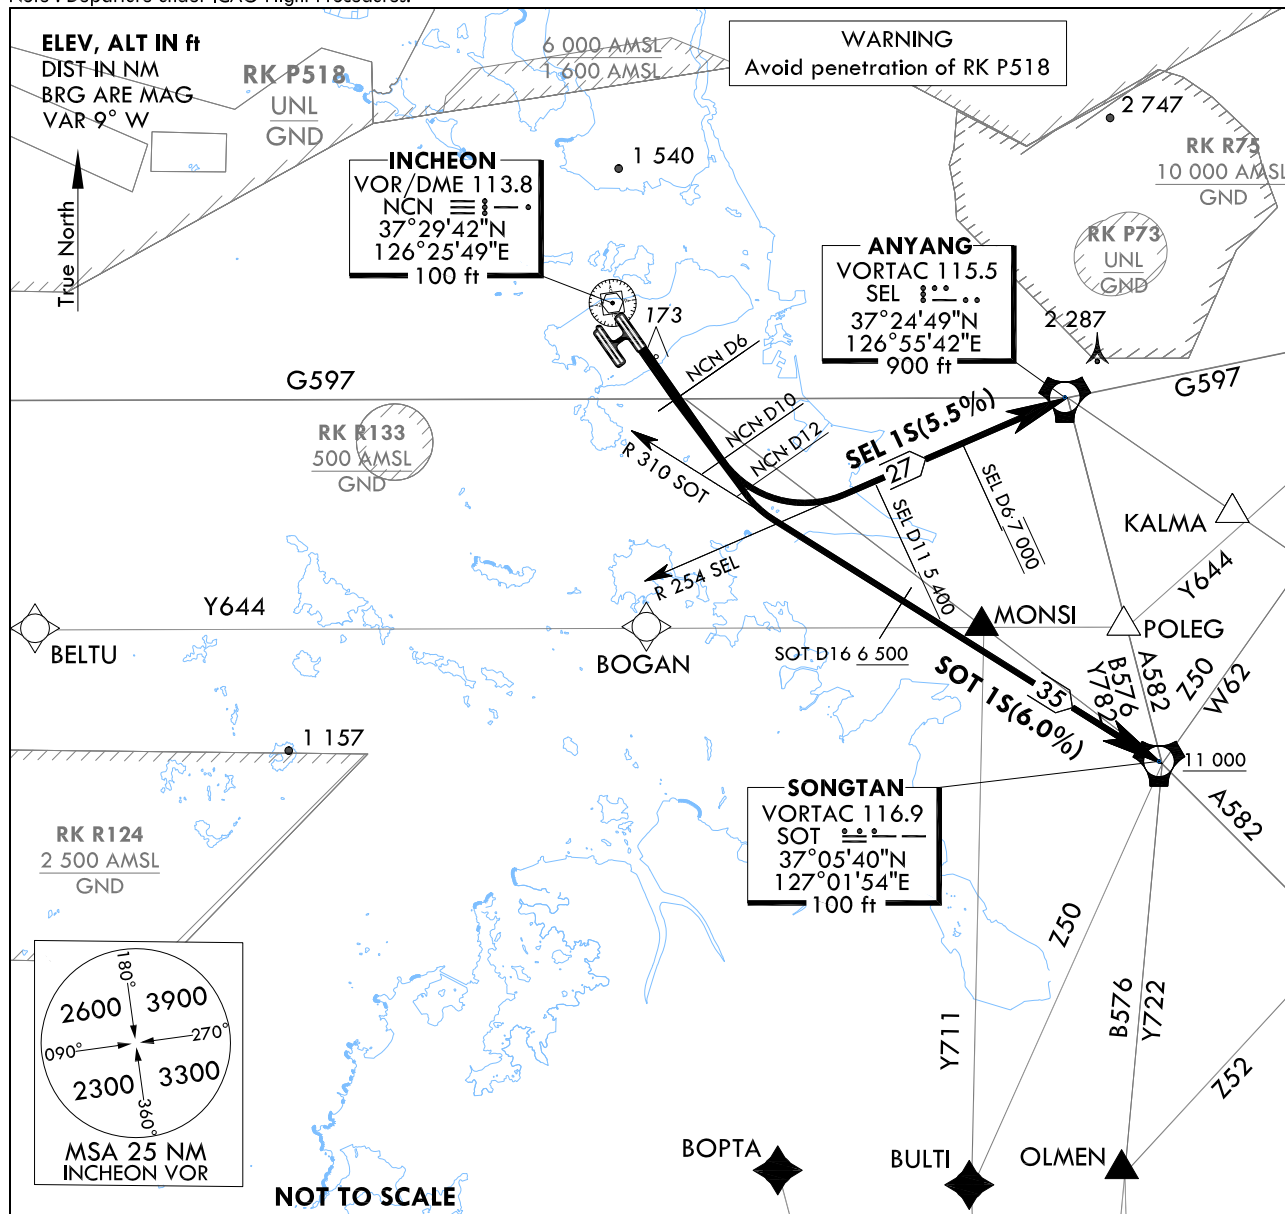 ELEV, ALT IN ft
DIST IN NM
BRG ARE MAG
VAR 9° W
True North
RK P518
UNL
GND
6 000 AMSL
1 600 AMSL
WARNING
Avoid penetration of RK P518
2 747
RK R75
10 000 AMSL
GND
RK P73
UNL
GND
1 540
INCHEON
VOR/DME 113.8
NCN
37°29'42"N
126°25'49"E
100 ft
ANYANG
VORTAC 115.5
SEL
37°24'49"N
126°55'42"E
900 ft
2 287
173
NCN D6
G597
G597
NCN D10
NCN D12
SEL 1S(5.5%)
27
RK R133
500 AMSL
GND
R 310 SOT
SEL D6 7 000
SEL D11 5 400
KALMA
R 254 SEL
Y644
Y644
BELTU
BOGAN
MONSI
POLEG
SOT D16 6 500
SOT 1S(6.0%)
35
A582
B576
Y782
Z50
W62
1 157
11 000
A582
SONGTAN
VORTAC 116.9
SOT
37°05'40"N
127°01'54"E
100 ft
RK R124
2 500 AMSL
GND
Z50
Y711
B576
Y722
Z52
180°
2600
3900
270°
090°
2300
3300
360°
MSA 25 NM
INCHEON VOR
BOPTA
BULTI
OLMEN
NOT TO SCALE